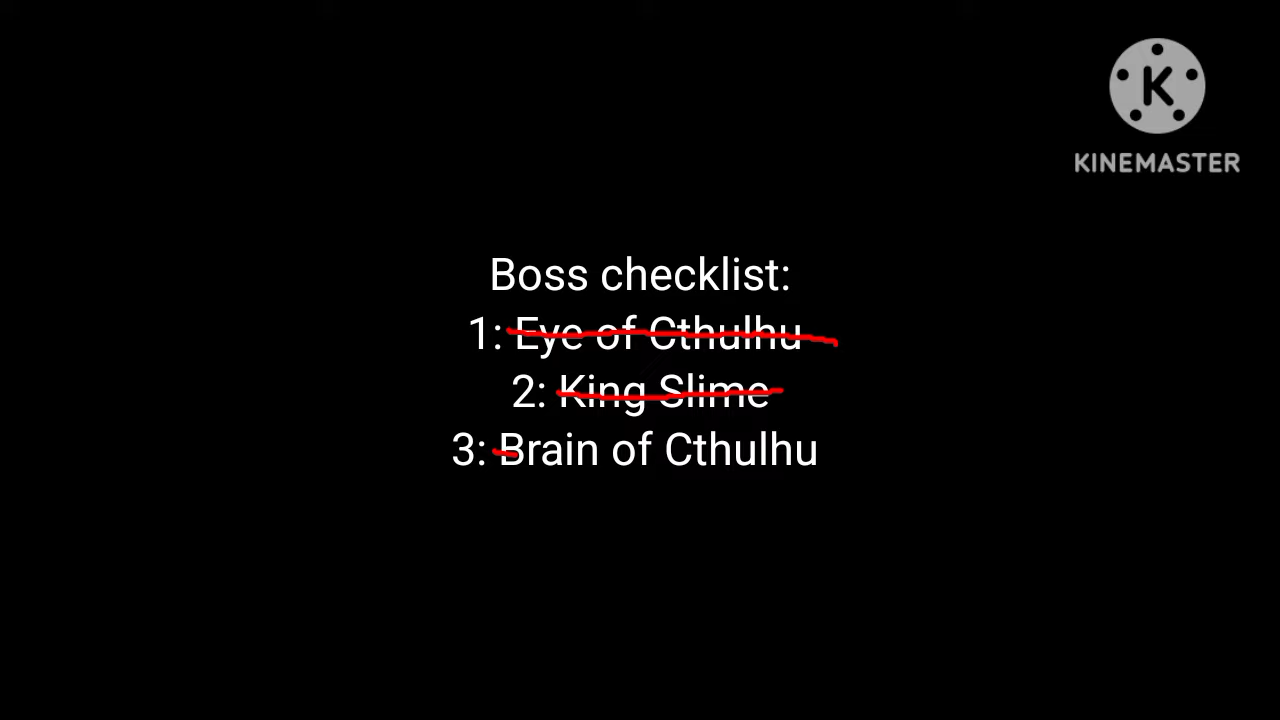 K
KINEMASTER
Boss checklist:
1: Eye of Cthulhu
2: King Slime
3: Brain of Cthulhu